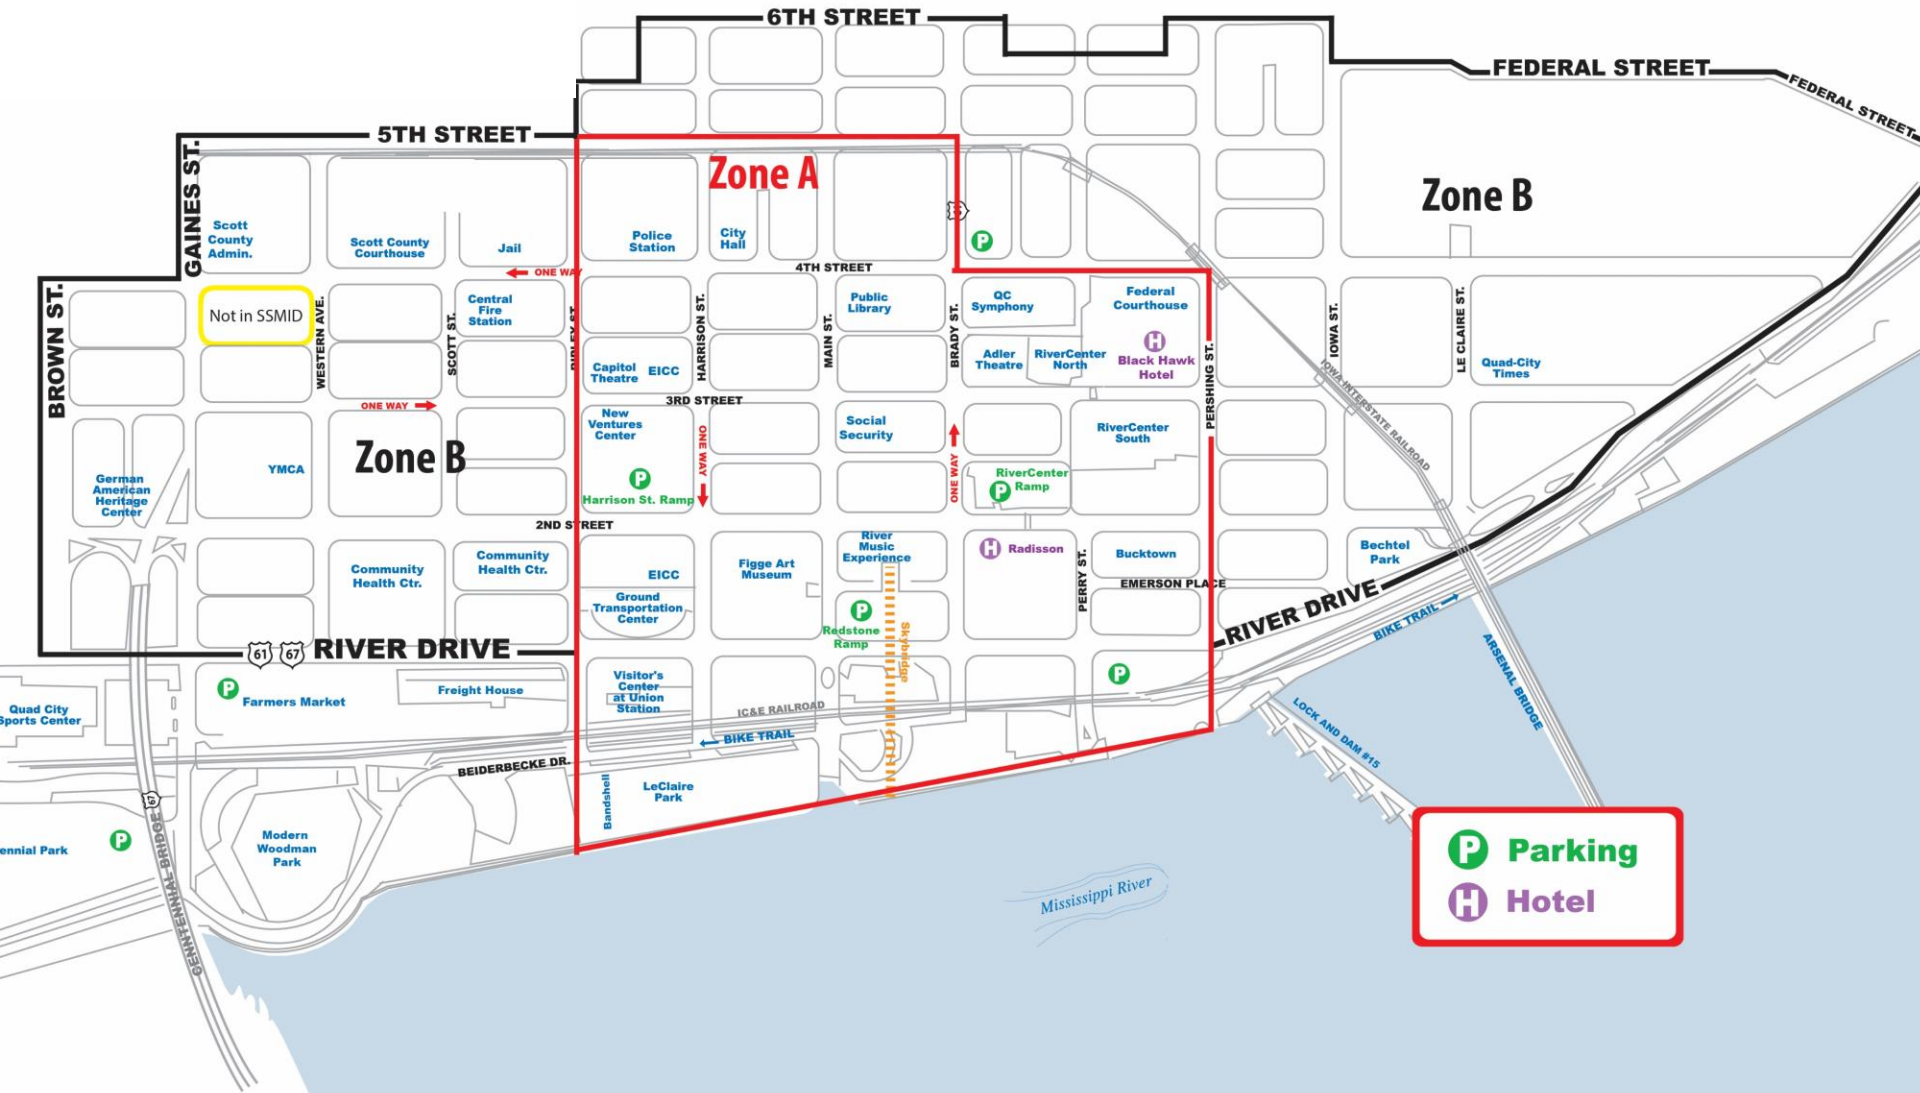 6TH STREET
FEDERAL STREET
FEDERAL STREET
5TH STREET
GAINES ST.
Zone A
Zone B
Scott
County
Admin.
Scott County
Courthouse
Jail
Police
Station
City
Hall
P
ONE WAY
4TH STREET
BROWN ST.
Not in SSMID
WESTERN AVE.
SCOTT ST.
Central
Fire
Station
HARRISON ST.
MAIN ST.
Public
Library
BRADY ST.
QC
Symphony
Federal
Courthouse
H
Black Hawk
Hotel
PERSHING ST.
IOWA ST.
LE CLAIRE ST.
Quad-City
Times
IOWA INTERSTATE RAILROAD
Capitol
Theatre
EICC
Adler
Theatre
RiverCenter
North
3RD STREET
ONE WAY
New
Ventures
Center
ONE WAY
Social
Security
ONE WAY
RiverCenter
South
German
American
Heritage
Center
YMCA
Zone B
P
Harrison St. Ramp
RiverCenter
P Ramp
2ND STREET
Community
Health Ctr.
Community
Health Ctr.
EICC
Ground
Transportation
Center
Figge Art
Museum
River
Music
Experience
H Radisson
PERRY ST.
Bucktown
EMERSON PLACE
Bechtel
Park
P
Redstone
Ramp
Skybridge
61 67 RIVER DRIVE
RIVER DRIVE
BIKE TRAIL
ARSENAL BRIDGE
LOCK AND DAM #15
Quad City
Sports Center
P
Farmers Market
Freight House
Visitor's
Center
at Union
Station
P
IC&E RAILROAD
BIKE TRAIL
BEIDERBECKE DR.
Bandshell
LeClaire
Park
67
CENNTENNIAL BRIDGE
ennial Park
P
Modern
Woodman
Park
Mississippi River
P Parking
H Hotel